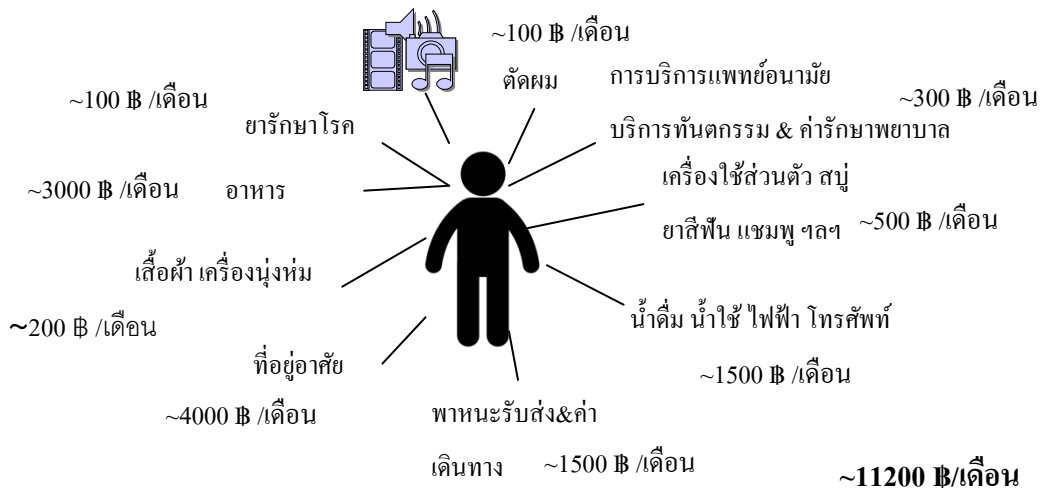 ~100 ฿ /เดือน
ตัดผม
การบริการแพทย์อนามัย
บริการทันตกรรม & ค่ารักษาพยาบาล
~300 ฿ /เดือน
~100 ฿ /เดือน
ยารักษาโรค
เครื่องใช้ส่วนตัว สบู่
ยาสีฟัน แชมพู ฯลฯ
~500 ฿ /เดือน
~3000 ฿ /เดือน
อาหาร
เสื้อผ้า เครื่องนุ่งห่ม
~200 ฿ /เดือน
น้ำดื่ม น้ำใช้ ไฟฟ้า โทรศัพท์
~1500 ฿ /เดือน
ที่อยู่อาศัย
~4000 ฿ /เดือน
พาหนะรับส่ง&ค่า
เดินทาง
~1500 ฿ /เดือน
~11200 ฿/เดือน